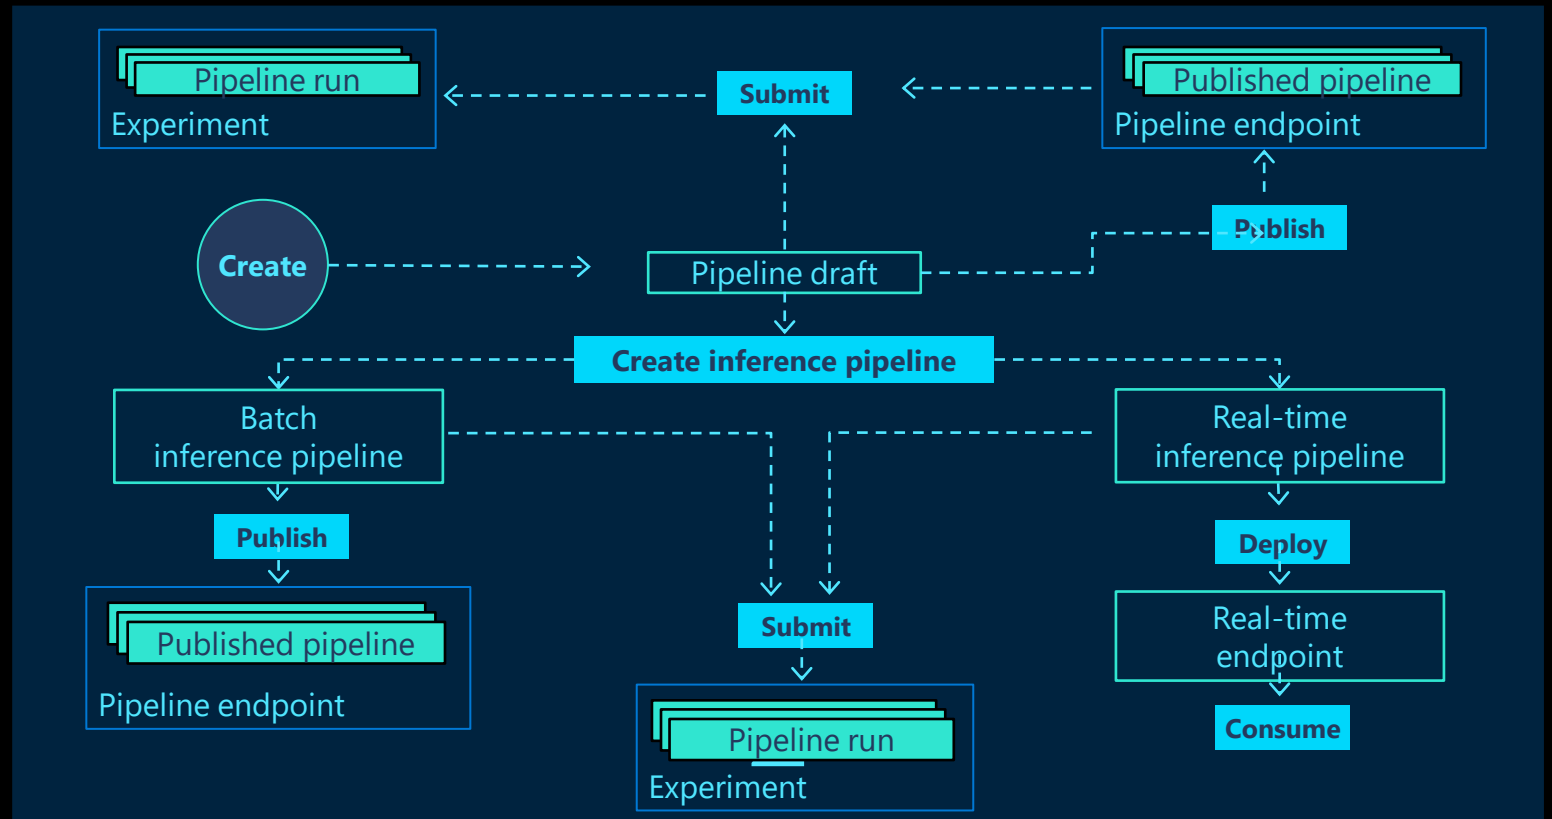 Pipeline run
Experiment
Submit
Published pipeline
Pipeline endpoint
Publish
Create
Pipeline draft
Create inference pipeline
Batch
inference pipeline
Real-time
inference pipeline
Publish
Deploy
Published pipeline
Pipeline endpoint
Submit
Real-time
endpoint
Pipeline run
Experiment
Consume